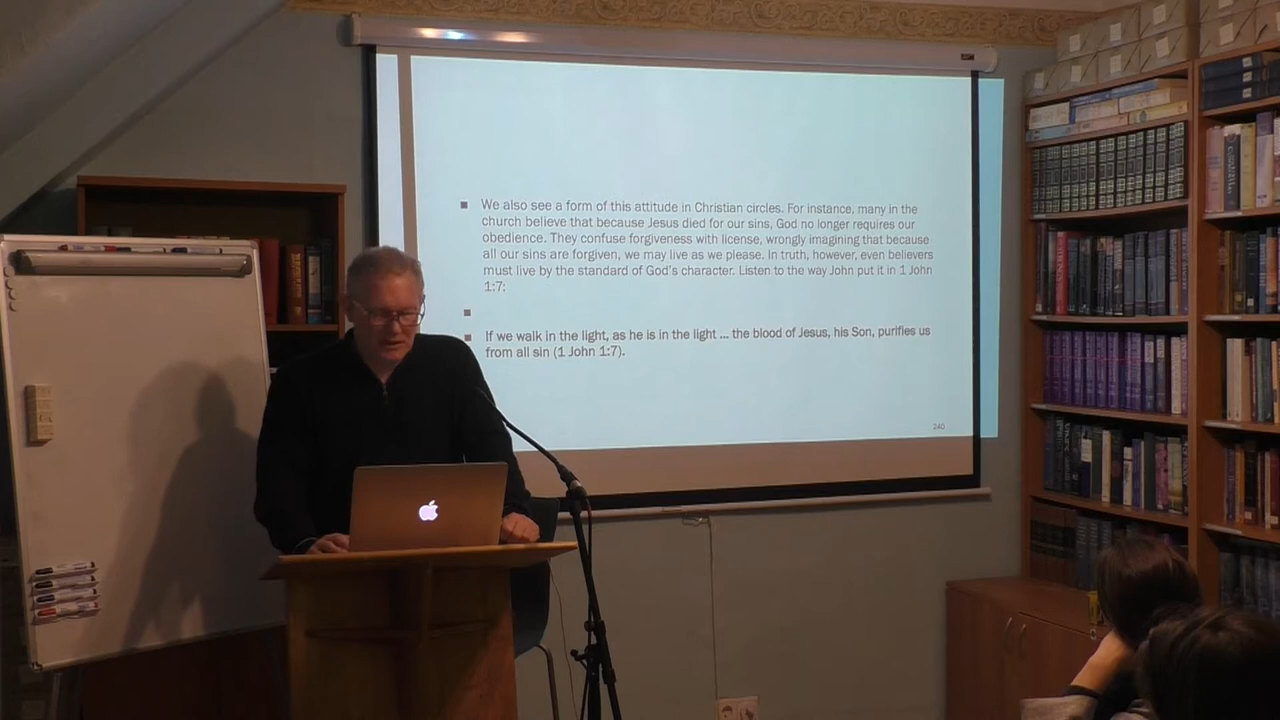 We also see a form of this attitude in Christian circles. For instance, many in the
church believe that because Jesus died for our sins, God no longer requires our
obedience. They confuse forgiveness with license, wrongly imagining that because
all our sins are forgiven, we may live as we please. In truth, however, even believers
must live by the standard of God's character. Listen to the way John put it in 1 John
1:7:
If we walk in the light, as he is in the light ... the blood of Jesus, his Son, purifies us
from all sin (1 John 1:7).
240